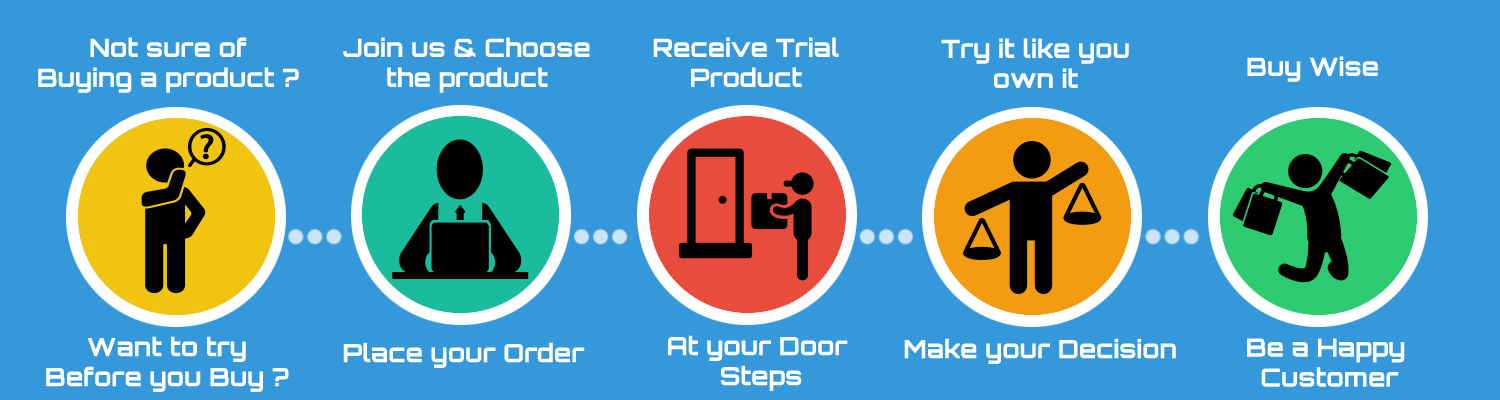 Not sure of
Buying a product ?
Want to try
Before you Buy ?
Join us & Choose
the product
Place your Order
Receive Trial
Product
At your Door
Steps
Try it like you
own it
Make your Decision
Buy Wise
Be a Happy
Customer
?